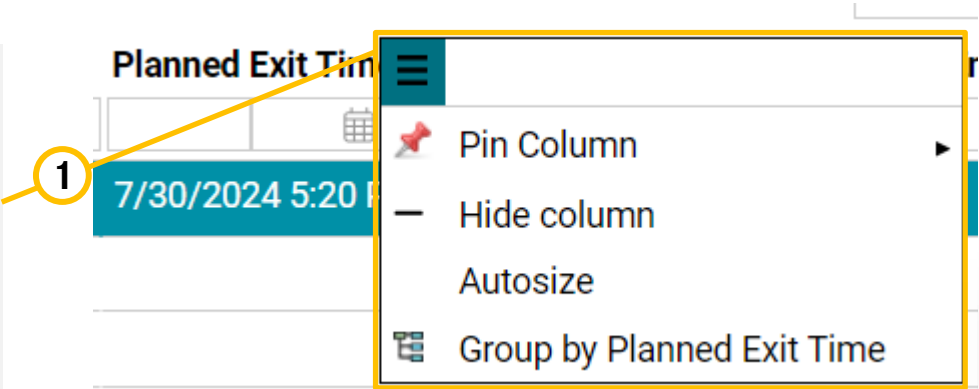 Planned Exit Tim
1
7/30/2024 5:20
Pin Column
Hide column
Autosize
Group by Planned Exit Time